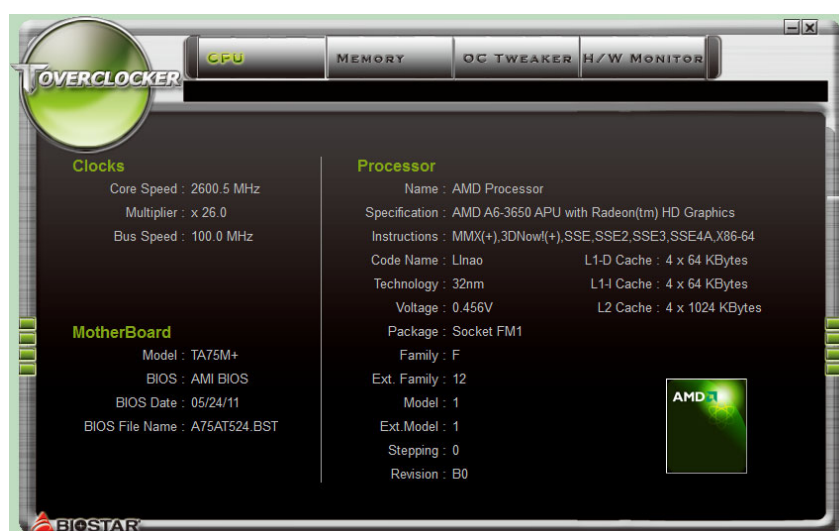 TOVERCLOCKER
CPU
MEMORY
OC TWEAKER
H/W MONITOR
Clocks
Core Speed : 2600.5 MHz
Multiplier : x 26.0
Bus Speed : 100.0 MHz
MotherBoard
Model : TA75M+
BIOS : AMI BIOS
BIOS Date : 05/24/11
BIOS File Name : A75AT524.BST
Processor
Name : AMD Processor
Specification : AMD A6-3650 APU with Radeon(tm) HD Graphics
Instructions : MMX(+),3DNow!(+),SSE,SSE2,SSE3,SSE4A,X86-64
Code Name : LInao L1-D Cache : 4 x 64 KBytes
Technology : 32nm L1-I Cache : 4 x 64 KBytes
Voltage : 0.456V L2 Cache : 4 x 1024 KBytes
Package : Socket FM1
Family : F
Ext. Family : 12
Model : 1
Ext.Model : 1
Stepping : 0
Revision : B0
AMD
BIOSTAR